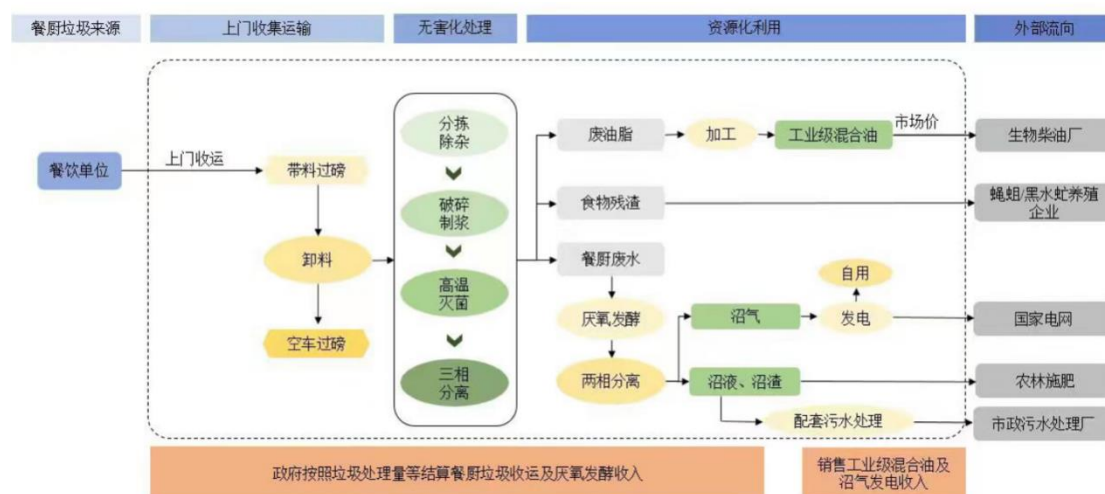 餐厨垃圾来源
上门收集运输
无害化处理
资源化利用
外部流向
餐饮单位
上门收运
带料过磅
卸料
空车过磅
分拣
除杂
破碎
制浆
高温
灭菌
三相
分离
废油脂
加工
工业级混合油
市场价
生物柴油厂
食物残渣
蝇蛆/黑水虻养殖
企业
餐厨废水
厌氧发酵
两相分离
沼气
发电
自用
国家电网
沼液、沼渣
农林施肥
配套污水处理
市政污水处理厂
政府按照垃圾处理量等结算餐厨垃圾收运及厌氧发酵收入
销售工业级混合油及
沼气发电收入